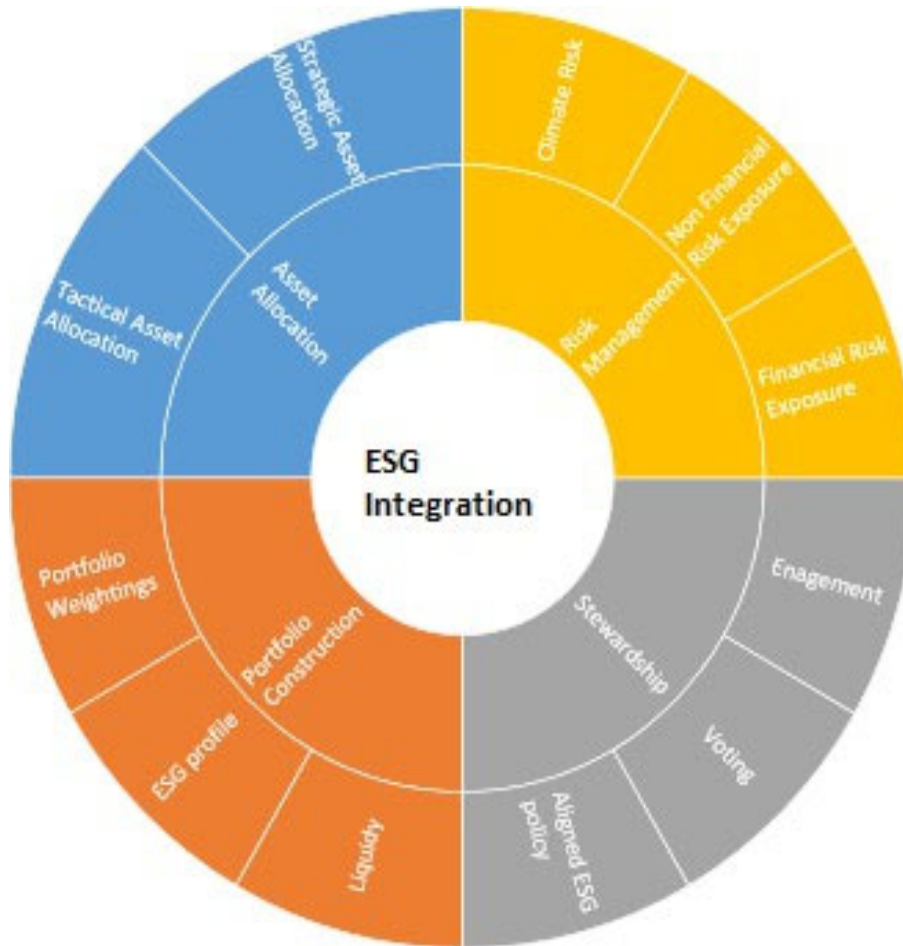 Strategic Asset
Allocation
Climate Risk
Non Financial
Risk Exposure
Tactical Asset
Allocation
Asset
Allocation
Risk
Management
Financial Risk
Exposure
ESG
Integration
Portfolio
Weightings
Portfolio
Construction
Stewardship
Enagement
ESG profile
Voting
Liquidy
Aligned ESG
policy